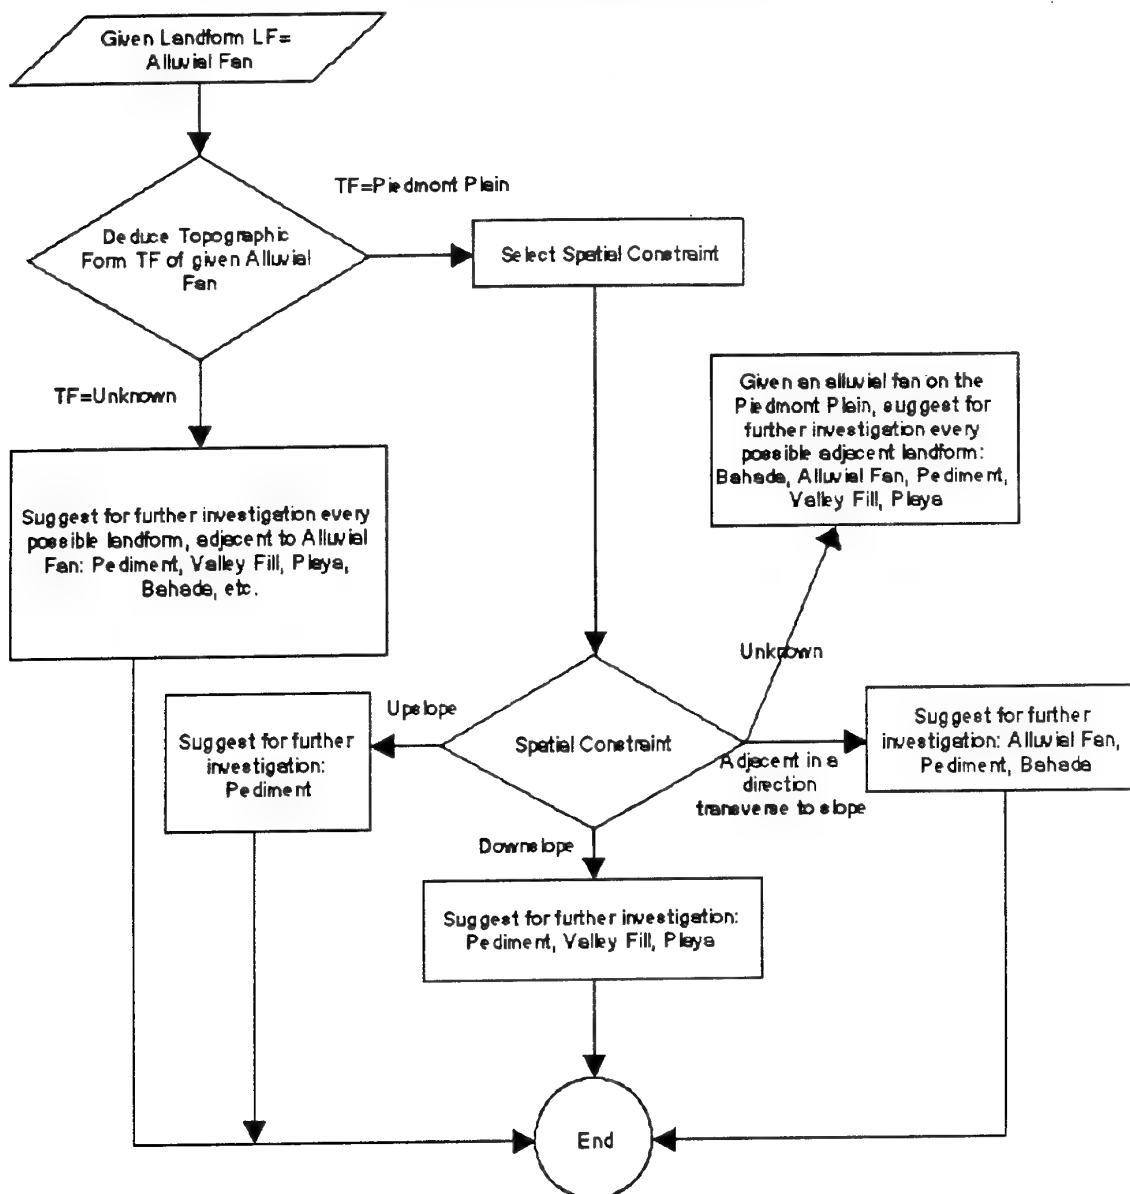 Given Landform LF=
Alluvial Fan
Deduce Topographic
Form TF of given Alluvial
Fan
TF=Piedmont Plain
Select Spatial Constraint
TF=Unknown
Suggest for further investigation every
possible landform, adjacent to Alluvial
Fan: Pediment, Valley Fill, Playa,
Bahada, etc.
Given an alluvial fan on the
Piedmont Plain, suggest for
further investigation every
possible adjacent landform:
Bahada, Alluvial Fan, Pediment,
Valley Fill, Playa
Unknown
Upslope
Suggest for further
investigation:
Pediment
Spatial Constraint
Adjacent in a
direction
transverse to slope
Suggest for further
investigation: Alluvial Fan,
Pediment, Bahada
Downslope
Suggest for further investigation:
Pediment, Valley Fill, Playa
End